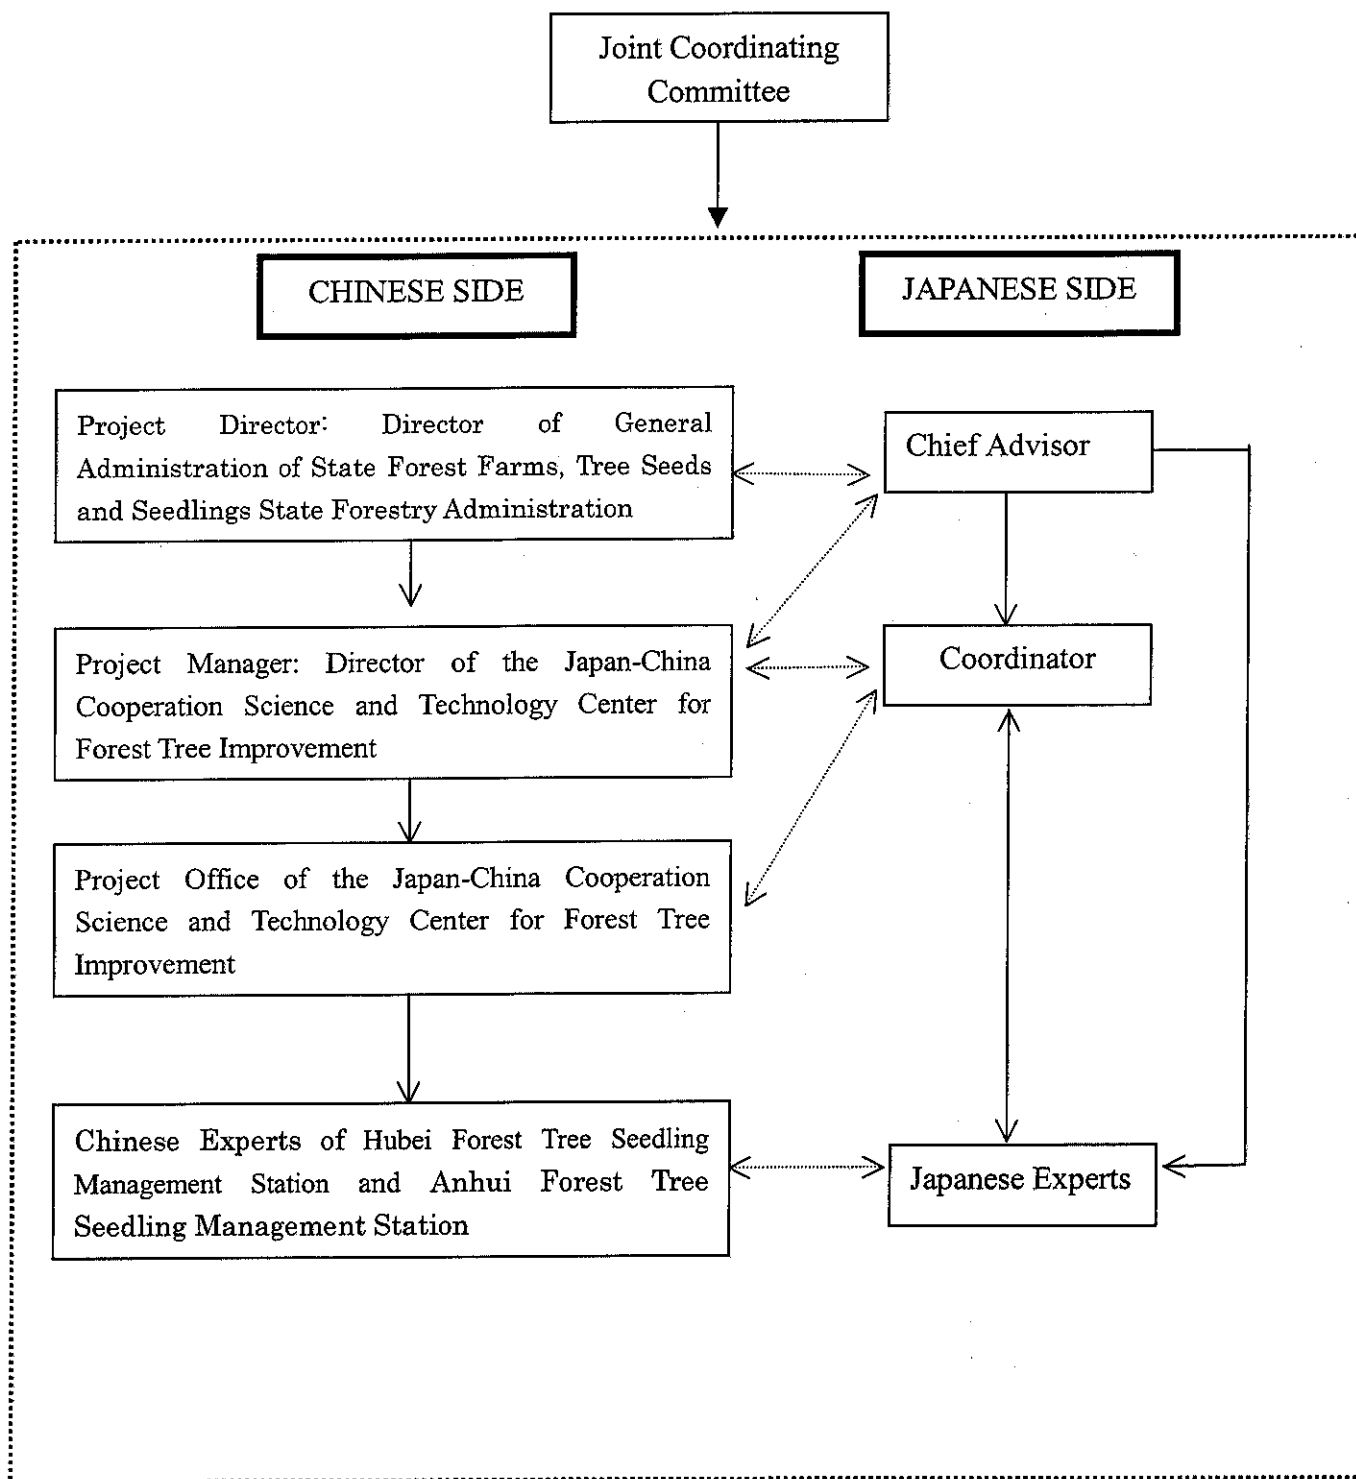 Joint Coordinating
Committee
CHINESE SIDE
JAPANESE SIDE
Project Director: Director of General
Administration of State Forest Farms, Tree Seeds
and Seedlings State Forestry Administration
Chief Advisor
Project Manager: Director of the Japan-China
Cooperation Science and Technology Center for
Forest Tree Improvement
Coordinator
Project Office of the Japan-China Cooperation
Science and Technology Center for Forest Tree
Improvement
Chinese Experts of Hubei Forest Tree Seedling
Management Station and Anhui Forest Tree
Seedling Management Station
Japanese Experts